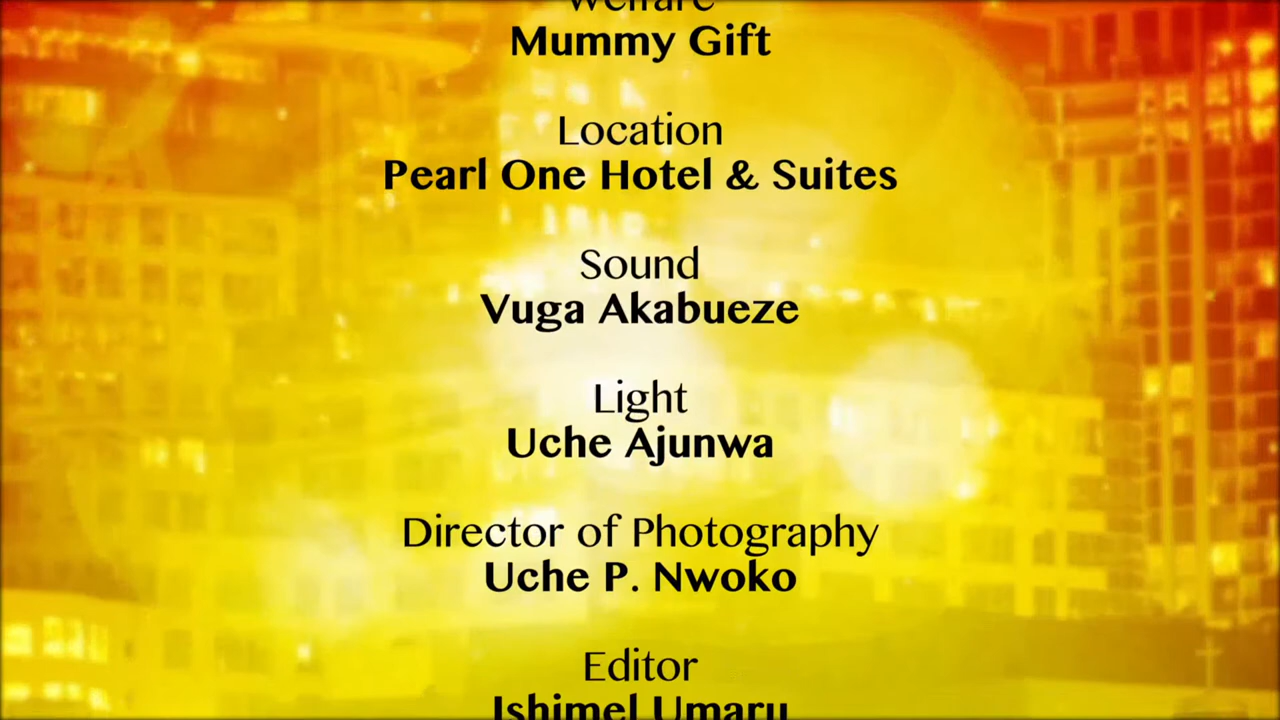 Welfare
Mummy Gift
Location
Pearl One Hotel & Suites
Sound
Vuga Akabueze
Light
Uche Ajunwa
Director of Photography
Uche P. Nwoko
Editor
Ishimel Umaru